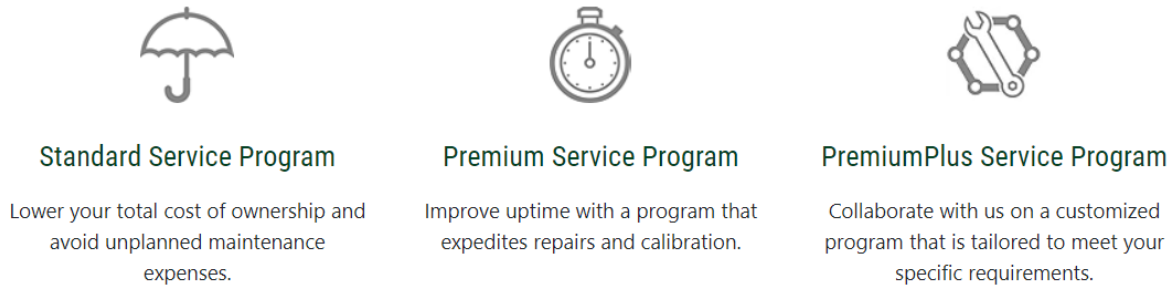 Standard Service Program
Lower your total cost of ownership and
avoid unplanned maintenance
expenses.
Premium Service Program
Improve uptime with a program that
expedites repairs and calibration.
PremiumPlus Service Program
Collaborate with us on a customized
program that is tailored to meet your
specific requirements.